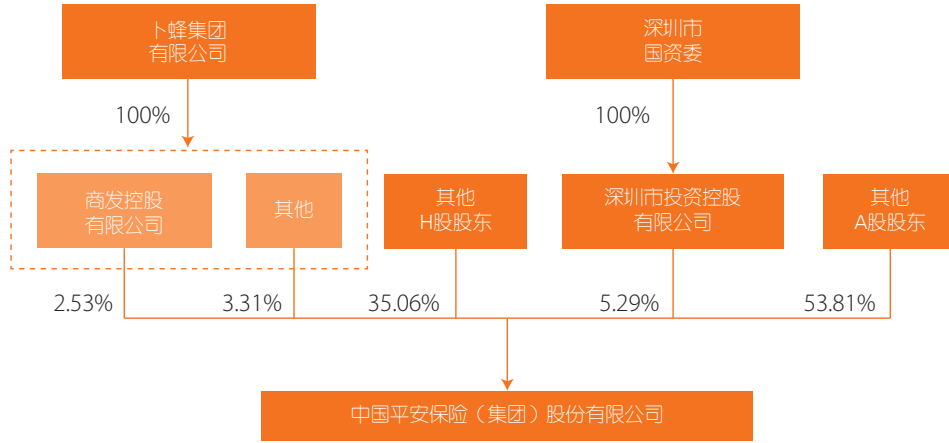 卜蜂集团
有限公司
深圳市
国资委
100%
100%
商发控股
有限公司
其他
其他
H股股东
深圳市投资控股
有限公司
其他
A股股东
2.53%
3.31%
35.06%
5.29%
53.81%
中国平安保险（集团）股份有限公司